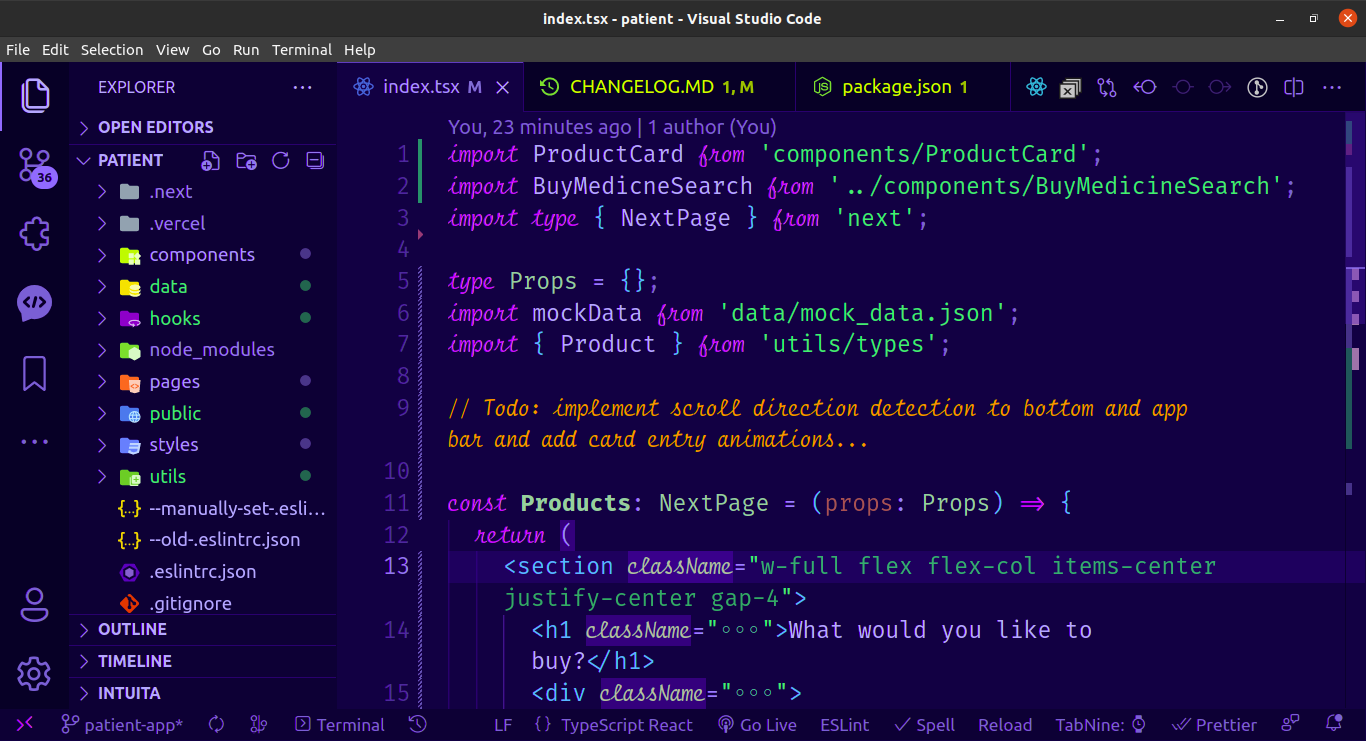 index.tsx - patient - Visual Studio Code
File Edit Selection View Go Run Terminal Help
EXPLORER
OPEN EDITORS
PATIENT
36
.next
.vercel
components
data
hooks
node_modules
pages
public
styles
utils
{..} --manually-set-.esli...
{..} --old-.eslintrc.json
.eslintrc.json
.gitignore
OUTLINE
TIMELINE
INTUITA
index.tsx M
CHANGELOG.MD 1, M
package.json 1
You, 23 minutes ago | 1 author (You)
1 import ProductCard from 'components/ProductCard';
2 import BuyMedicneSearch from '../components/BuyMedicineSearch';
3 import type { NextPage } from 'next';
4
5 type Props = {};
6 import mockData from 'data/mock_data.json';
7 import { Product } from 'utils/types';
8
9 // Todo: implement scroll direction detection to bottom and app
bar and add card entry animations...
10
11 const Products: NextPage = (props: Props) => {
12 return (
13 <section className="w-full flex flex-col items-center
justify-center gap-4">
14 <h1 className="◦◦◦">What would you like to
buy?</h1>
15 <div className="◦◦◦">
patient-app* Terminal LF {} TypeScript React Go Live ESLint Spell Reload TabNine: Prettier